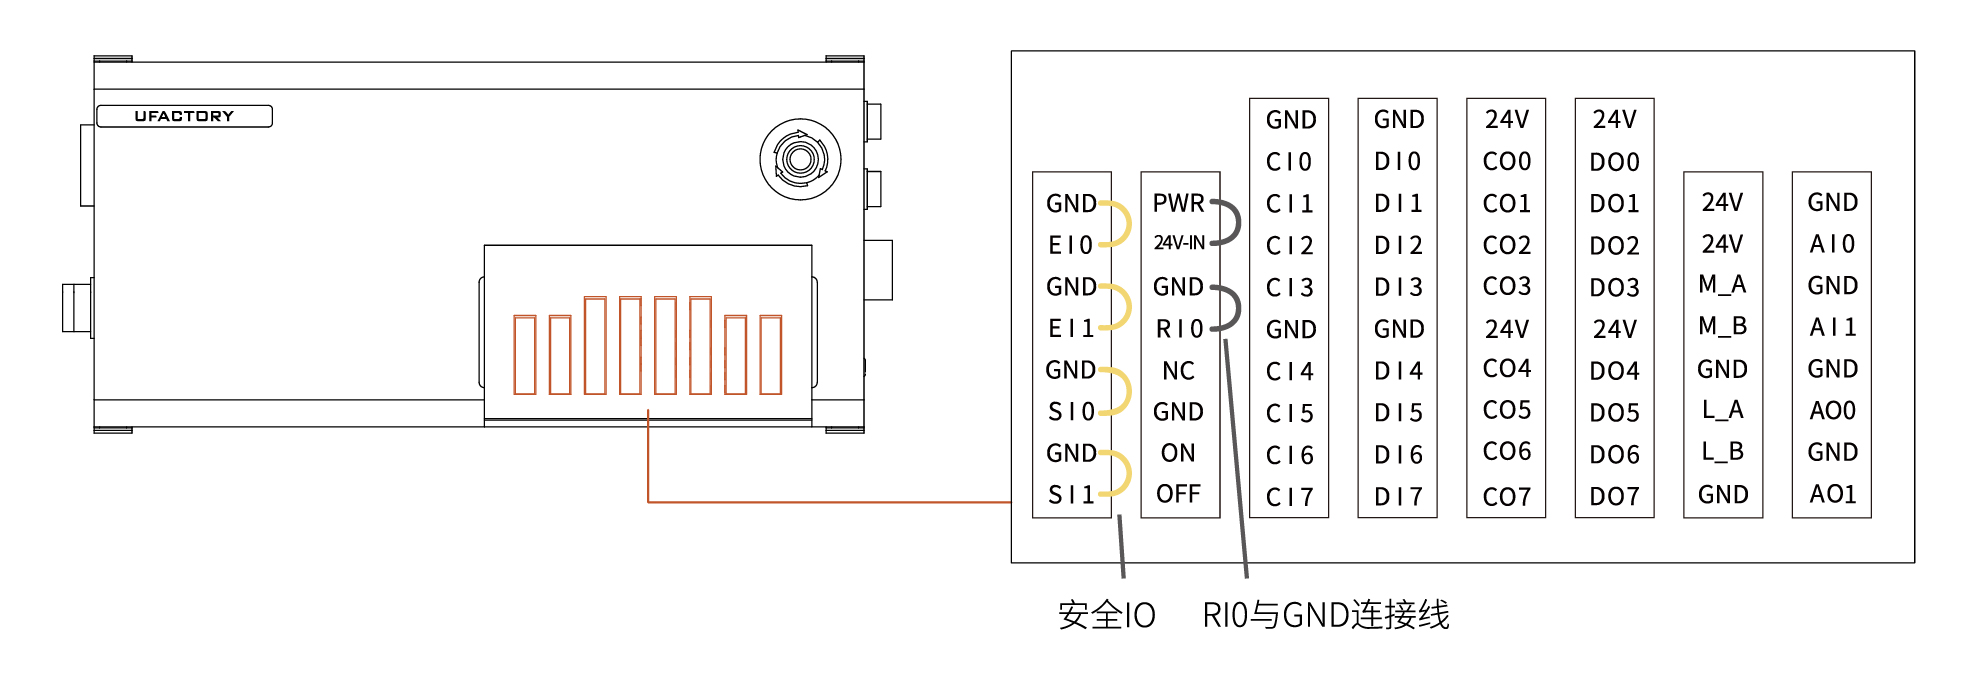 UFACTORY
GND
EI0
GND
EI1
GND
SI0
GND
SI1
PWR
24V-IN
GND
RI0
NC
GND
ON
OFF
GND
CI0
CI1
CI2
CI3
GND
CI4
CI5
CI6
CI7
GND
DI0
DI1
DI2
DI3
GND
DI4
DI5
DI6
DI7
24V
CO0
CO1
CO2
CO3
24V
CO4
CO5
CO6
CO7
24V
DO0
DO1
DO2
DO3
24V
DO4
DO5
DO6
DO7
24V
24V
M_A
M_B
GND
L_A
L_B
GND
GND
AI0
GND
AI1
GND
AO0
GND
AO1
安全IO
RI0与GND连接线